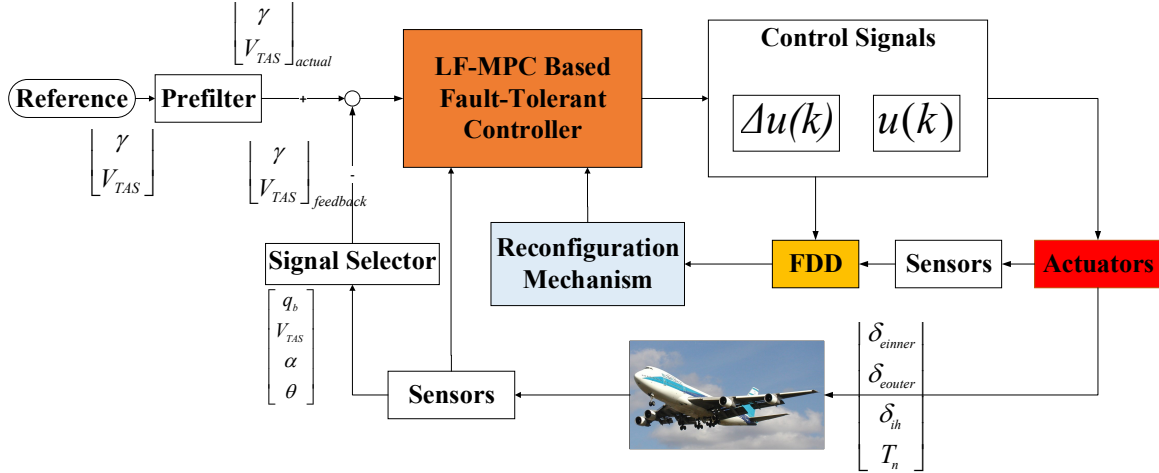 γ
V_TAS actual
Reference
Prefilter
+
γ
V_TAS
γ
V_TAS feedback
-
LF-MPC Based
Fault-Tolerant
Controller
Control Signals
Δu(k)
u(k)
Signal Selector
Reconfiguration
Mechanism
FDD
Sensors
Actuators
q_b
V_TAS
α
θ
Sensors
δ_einner
δ_eouter
δ_ih
T_n